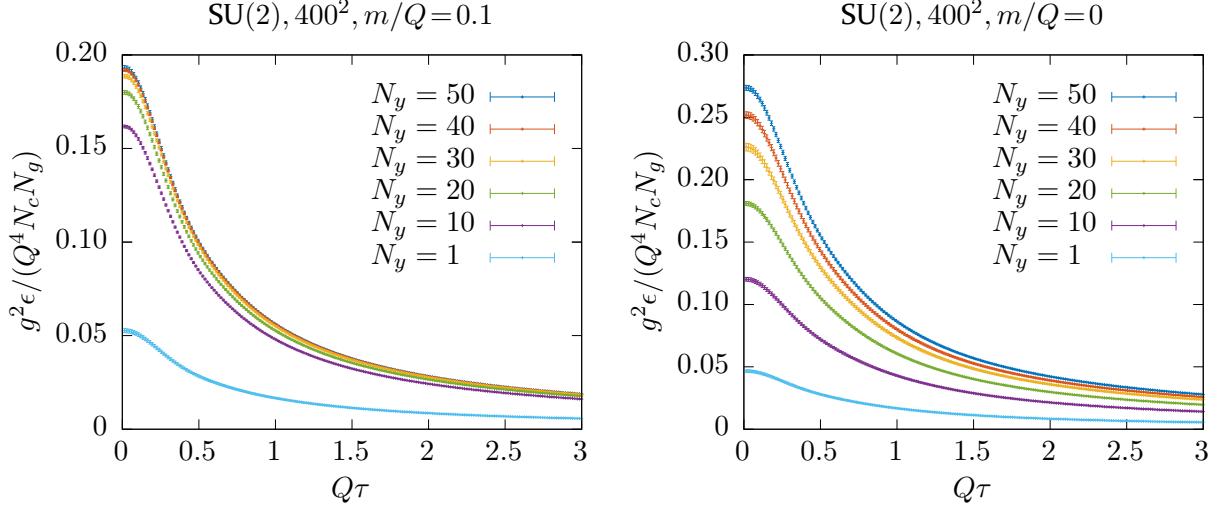 SU(2), 400², m/Q=0.1
g²ϵ/(Q⁴N_cN_g)
0.20
0.15
0.10
0.05
0
N_y = 50
N_y = 40
N_y = 30
N_y = 20
N_y = 10
N_y = 1
0 0.5 1 1.5 2 2.5 3
Qτ
SU(2), 400², m/Q=0
g²ϵ/(Q⁴N_cN_g)
0.30
0.25
0.20
0.15
0.10
0.05
0
N_y = 50
N_y = 40
N_y = 30
N_y = 20
N_y = 10
N_y = 1
0 0.5 1 1.5 2 2.5 3
Qτ